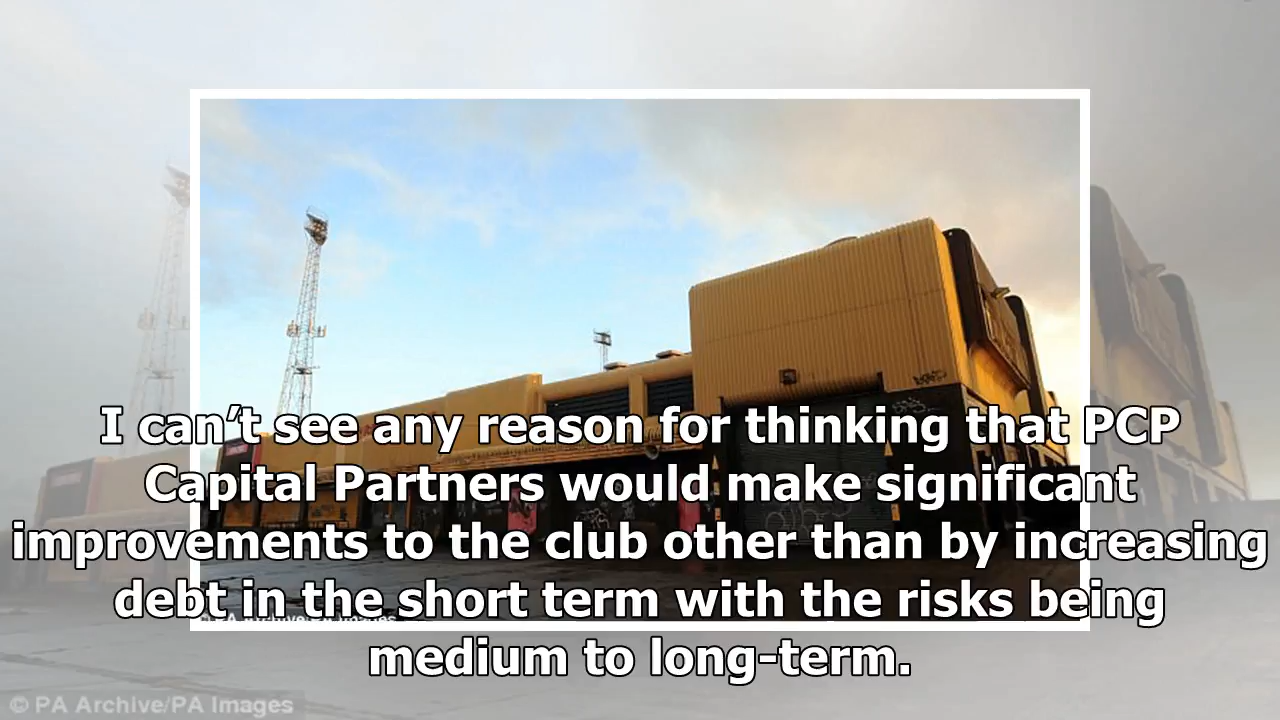 I can’t see any reason for thinking that PCP
Capital Partners would make significant
improvements to the club other than by increasing
debt in the short term with the risks being
medium to long-term.
© PA Archive/PA Images